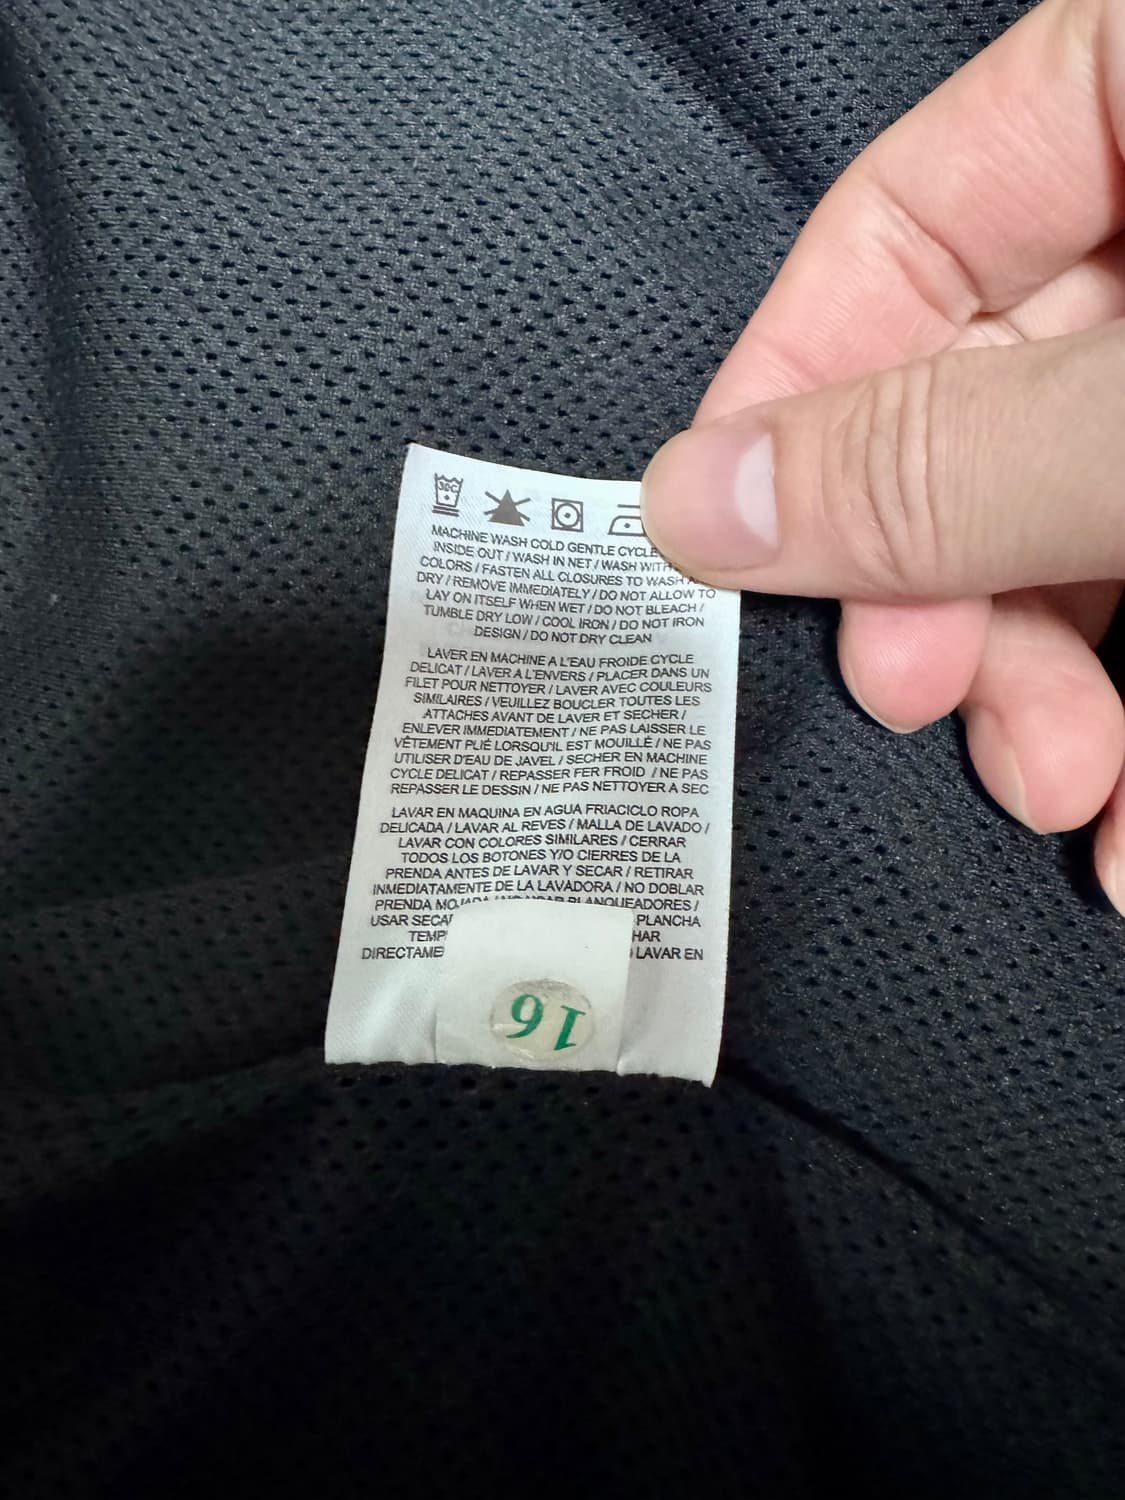 30C
MACHINE WASH COLD GENTLE CYCLE
INSIDE OUT / WASH IN NET / WASH WITH
COLORS / FASTEN ALL CLOSURES TO WASH
DRY / REMOVE IMMEDIATELY / DO NOT ALLOW TO
LAY ON ITSELF WHEN WET / DO NOT BLEACH /
TUMBLE DRY LOW / COOL IRON / DO NOT IRON
DESIGN / DO NOT DRY CLEAN
LAVER EN MACHINE A L'EAU FROIDE CYCLE
DELICAT / LAVER A L'ENVERS / PLACER DANS UN
FILET POUR NETTOYER / LAVER AVEC COULEURS
SIMILAIRES / VEUILLEZ BOUCLER TOUTES LES
ATTACHES AVANT DE LAVER ET SECHER /
ENLEVER IMMEDIATEMENT / NE PAS LAISSER LE
VÊTEMENT PLIÉ LORSQU'IL EST MOUILLÉ / NE PAS
UTILISER D'EAU DE JAVEL / SECHER EN MACHINE
CYCLE DELICAT / REPASSER FER FROID / NE PAS
REPASSER LE DESSIN / NE PAS NETTOYER A SEC
LAVAR EN MAQUINA EN AGUA FRIACICLO ROPA
DELICADA / LAVAR AL REVES / MALLA DE LAVADO /
LAVAR CON COLORES SIMILARES / CERRAR
TODOS LOS BOTONES Y/O CIERRES DE LA
PRENDA ANTES DE LAVAR Y SECAR / RETIRAR
INMEDIATAMENTE DE LA LAVADORA / NO DOBLAR
PRENDA MOJADA / NO USAR BLANQUEADORES /
USAR PLANCHA
LAVAR EN
16